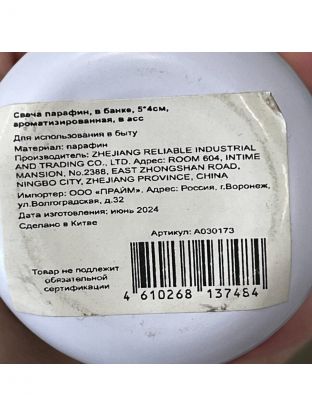 Свеча парафин, в банке, 5*4см,
ароматизированная, в асс
Для использования в быту
Материал: парафин
Производитель: ZHEJIANG RELIABLE INDUSTRIAL
AND TRADING CO., LTD. Адрес: ROOM 604, INTIME
MANSION, No.2388, EAST ZHONGSHAN ROAD,
NINGBO CITY, ZHEJIANG PROVINCE, CHINA
Импортер: ООО «ПРАЙМ». Адрес: Россия, г.Воронеж,
ул.Волгоградская, д.32
Дата изготовления: июнь 2024
Сделано в Китае
Артикул: А030173
Товар не подлежит
обязательной
сертификации
4 610268 137484